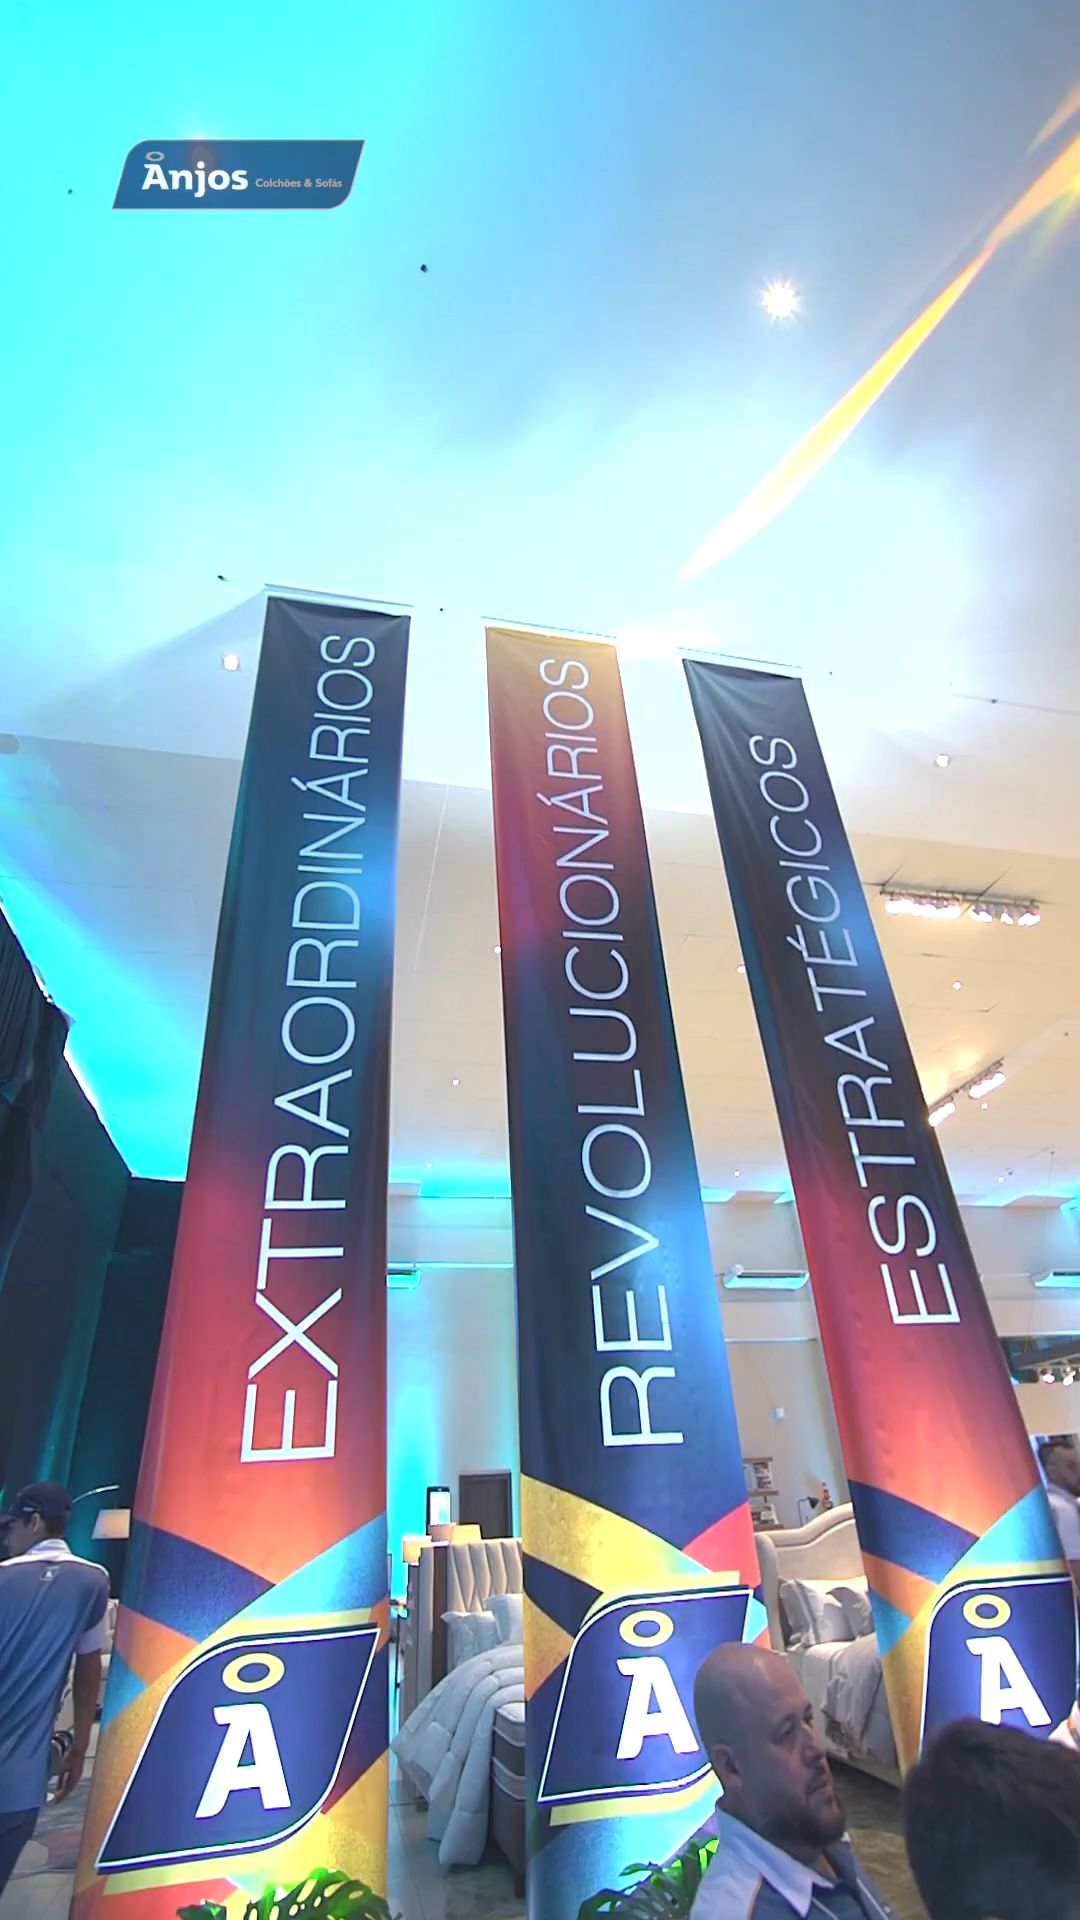 Anjos Colchões & Sofás
EXTRAORDINÁRIOS
REVOLUCIONÁRIOS
ESTRATÉGICOS
A
A
A